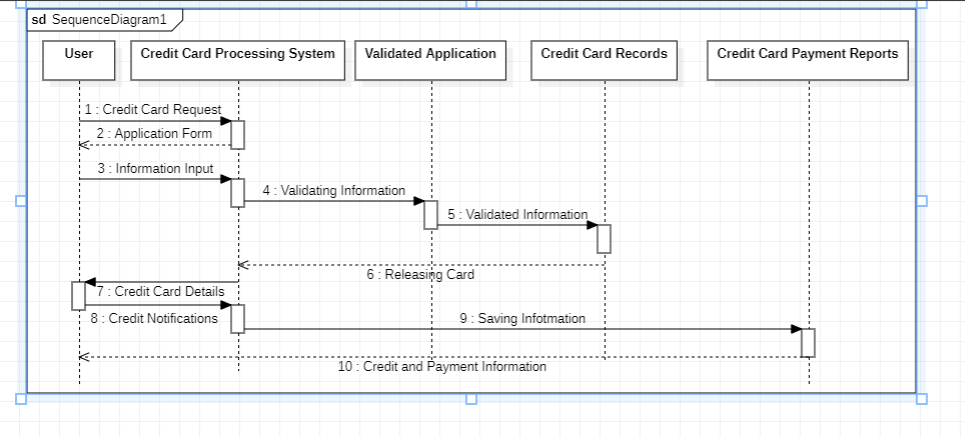 sd SequenceDiagram1
User
Credit Card Processing System
Validated Application
Credit Card Records
Credit Card Payment Reports
1 : Credit Card Request
2 : Application Form
3 : Information Input
4 : Validating Information
5 : Validated Information
6 : Releasing Card
7 : Credit Card Details
8 : Credit Notifications
9 : Saving Infotmation
10 : Credit and Payment Information